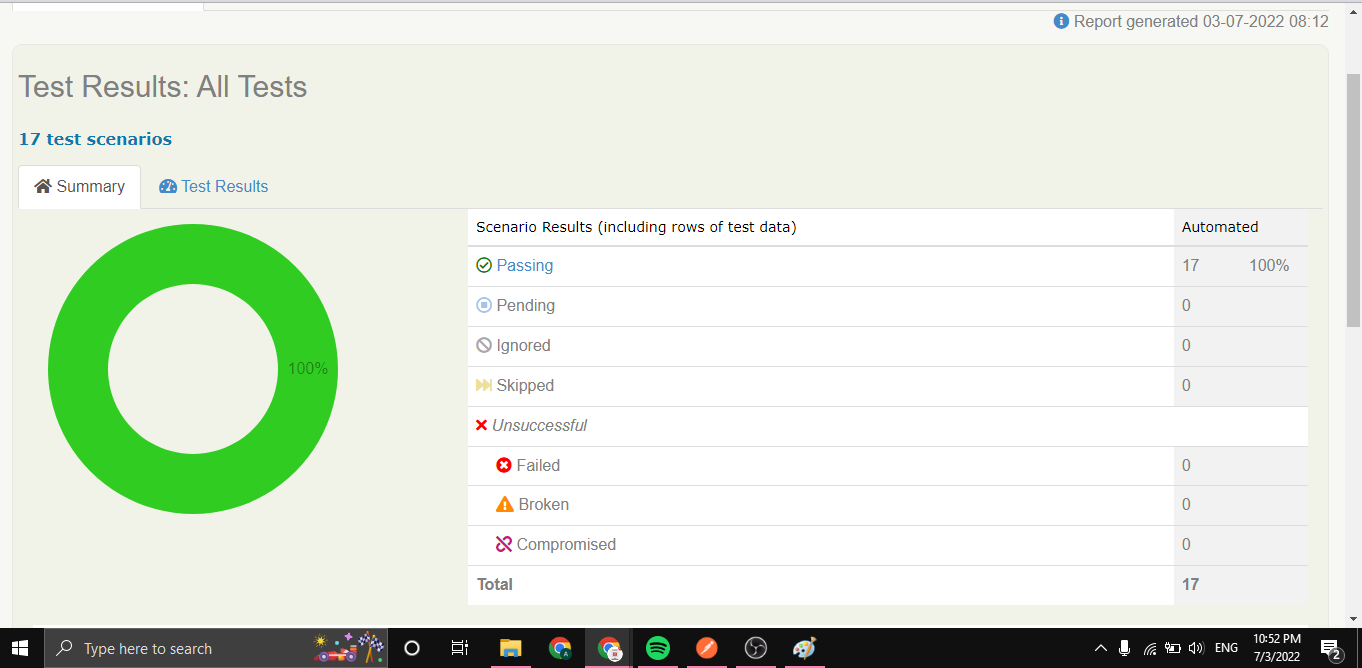 Report generated 03-07-2022 08:12
Test Results: All Tests
17 test scenarios
Summary
Test Results
100%
Scenario Results (including rows of test data) Automated
Passing 17 100%
Pending 0
Ignored 0
Skipped 0
Unsuccessful
Failed 0
Broken 0
Compromised 0
Total 17
Type here to search
ENG
10:52 PM
7/3/2022
2